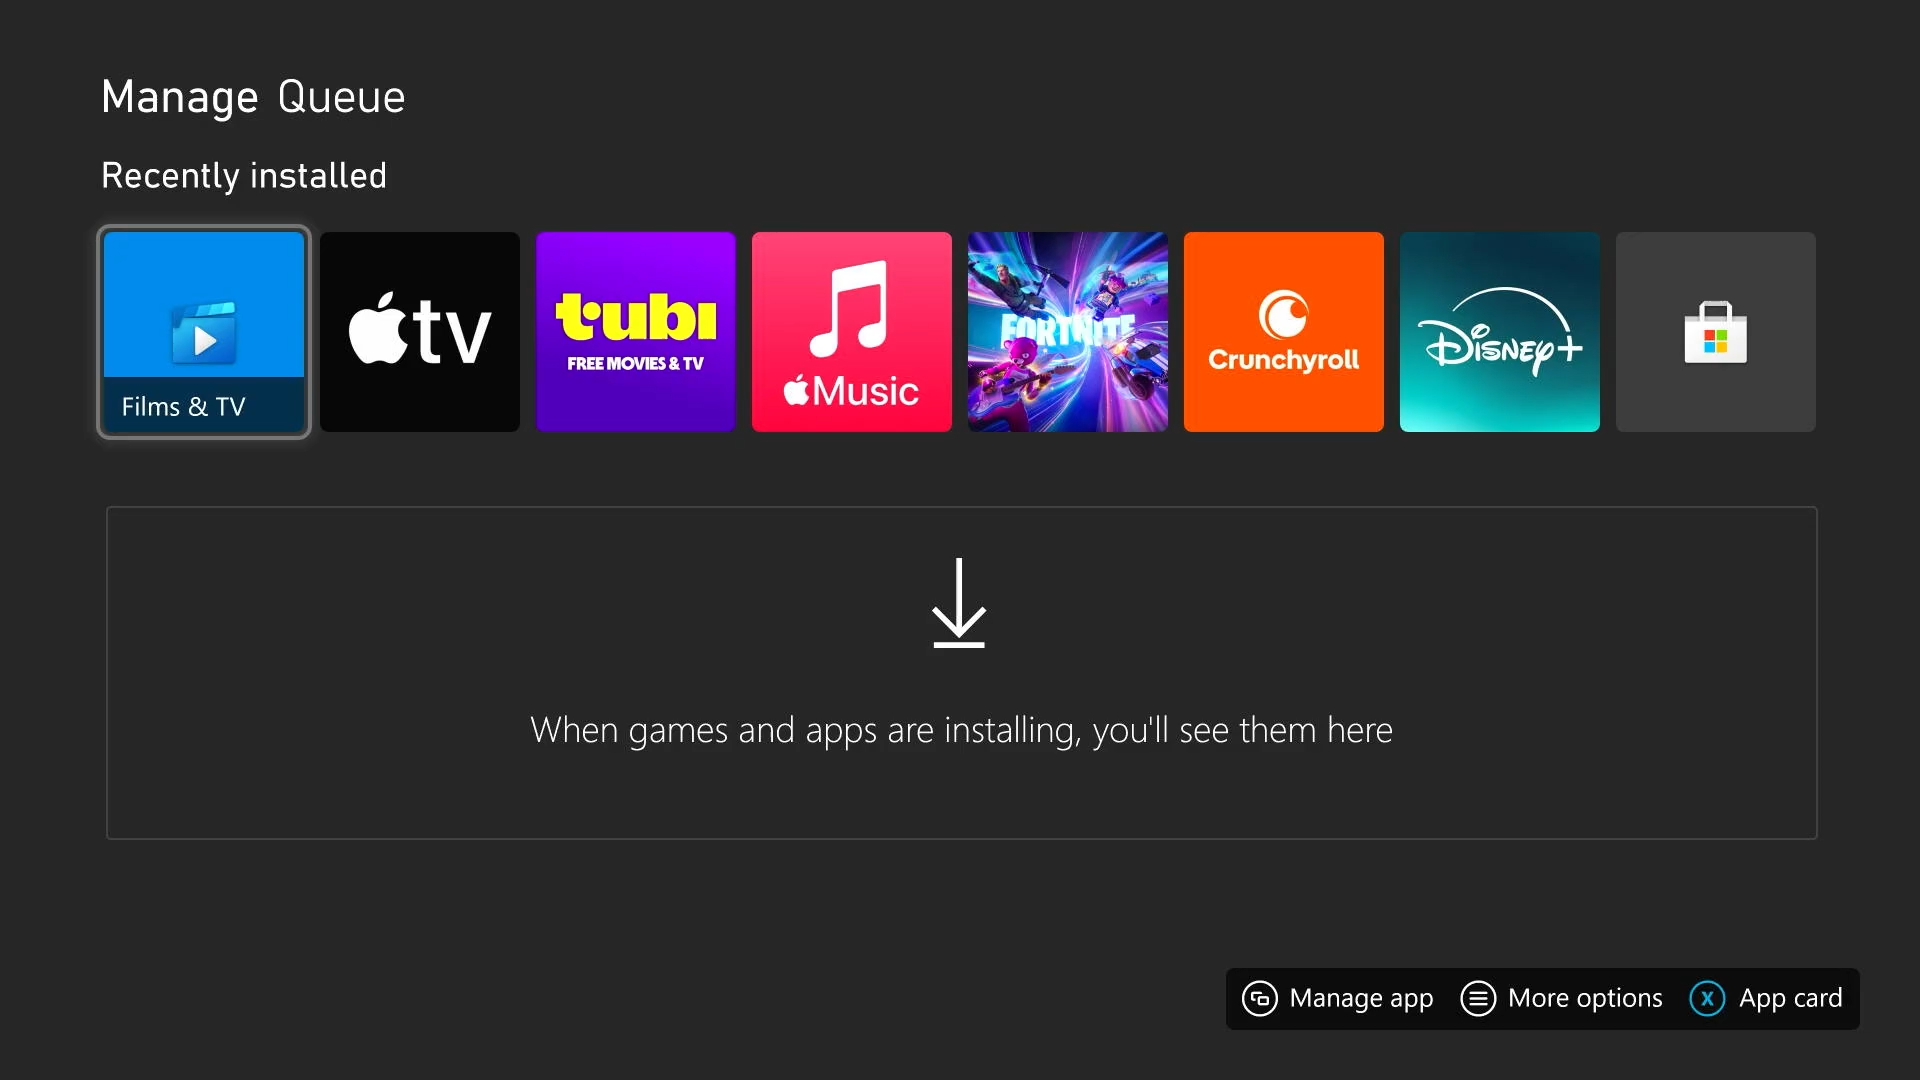 Manage Queue
Recently installed
Films & TV
tv
tubi
FREE MOVIES & TV
Music
FORTNITE
Crunchyroll
Disney+
When games and apps are installing, you'll see them here
Manage app
More options
X
App card